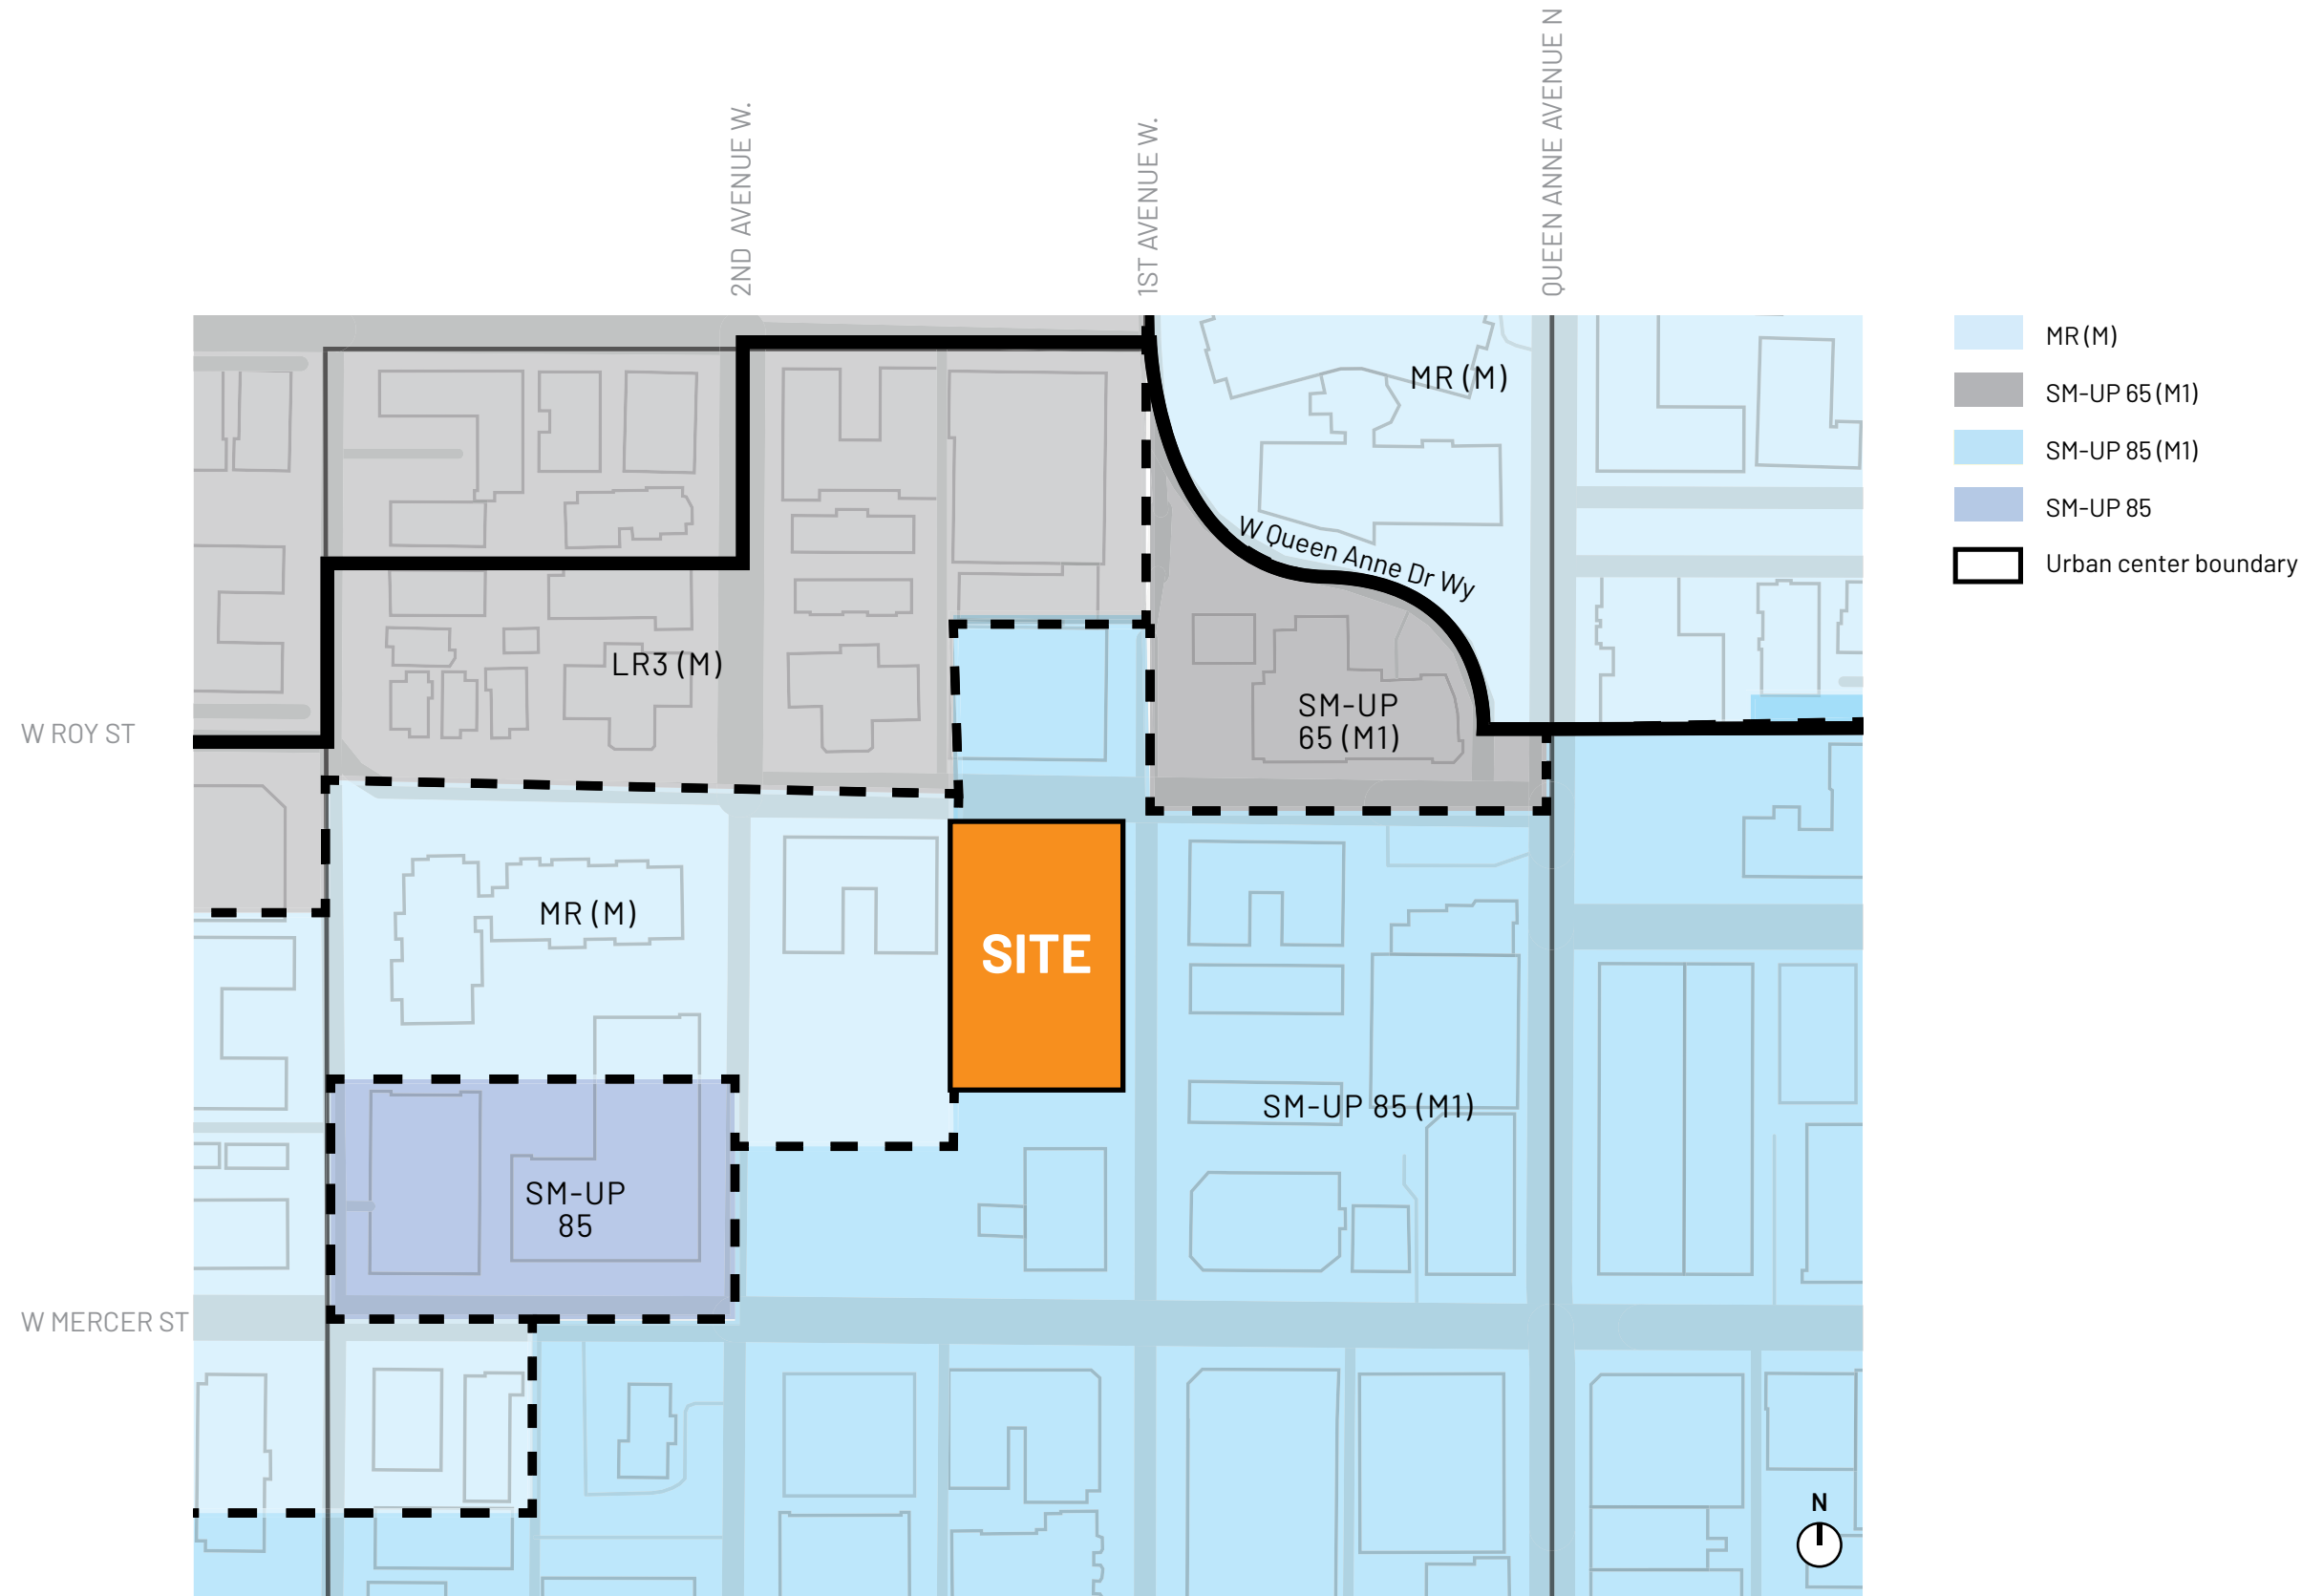 2ND AVENUE W.
1ST AVENUE W.
QUEEN ANNE AVENUE N
MR (M)
SM-UP 65 (M1)
SM-UP 85 (M1)
SM-UP 85
Urban center boundary
MR (M)
W Queen Anne Dr Wy
LR3 (M)
SM-UP
65 (M1)
W ROY ST
MR (M)
SITE
SM-UP 85 (M1)
SM-UP
85
W MERCER ST
N